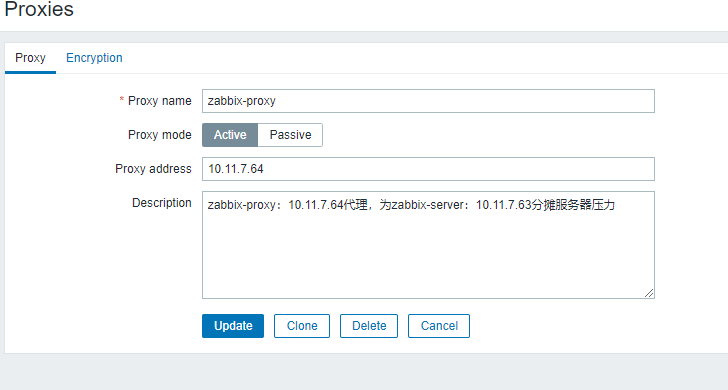 Proxies
Proxy Encryption
* Proxy name zabbix-proxy
Proxy mode Active Passive
Proxy address 10.11.7.64
Description zabbix-proxy：10.11.7.64代理，为zabbix-server：10.11.7.63分摊服务器压力
Update Clone Delete Cancel